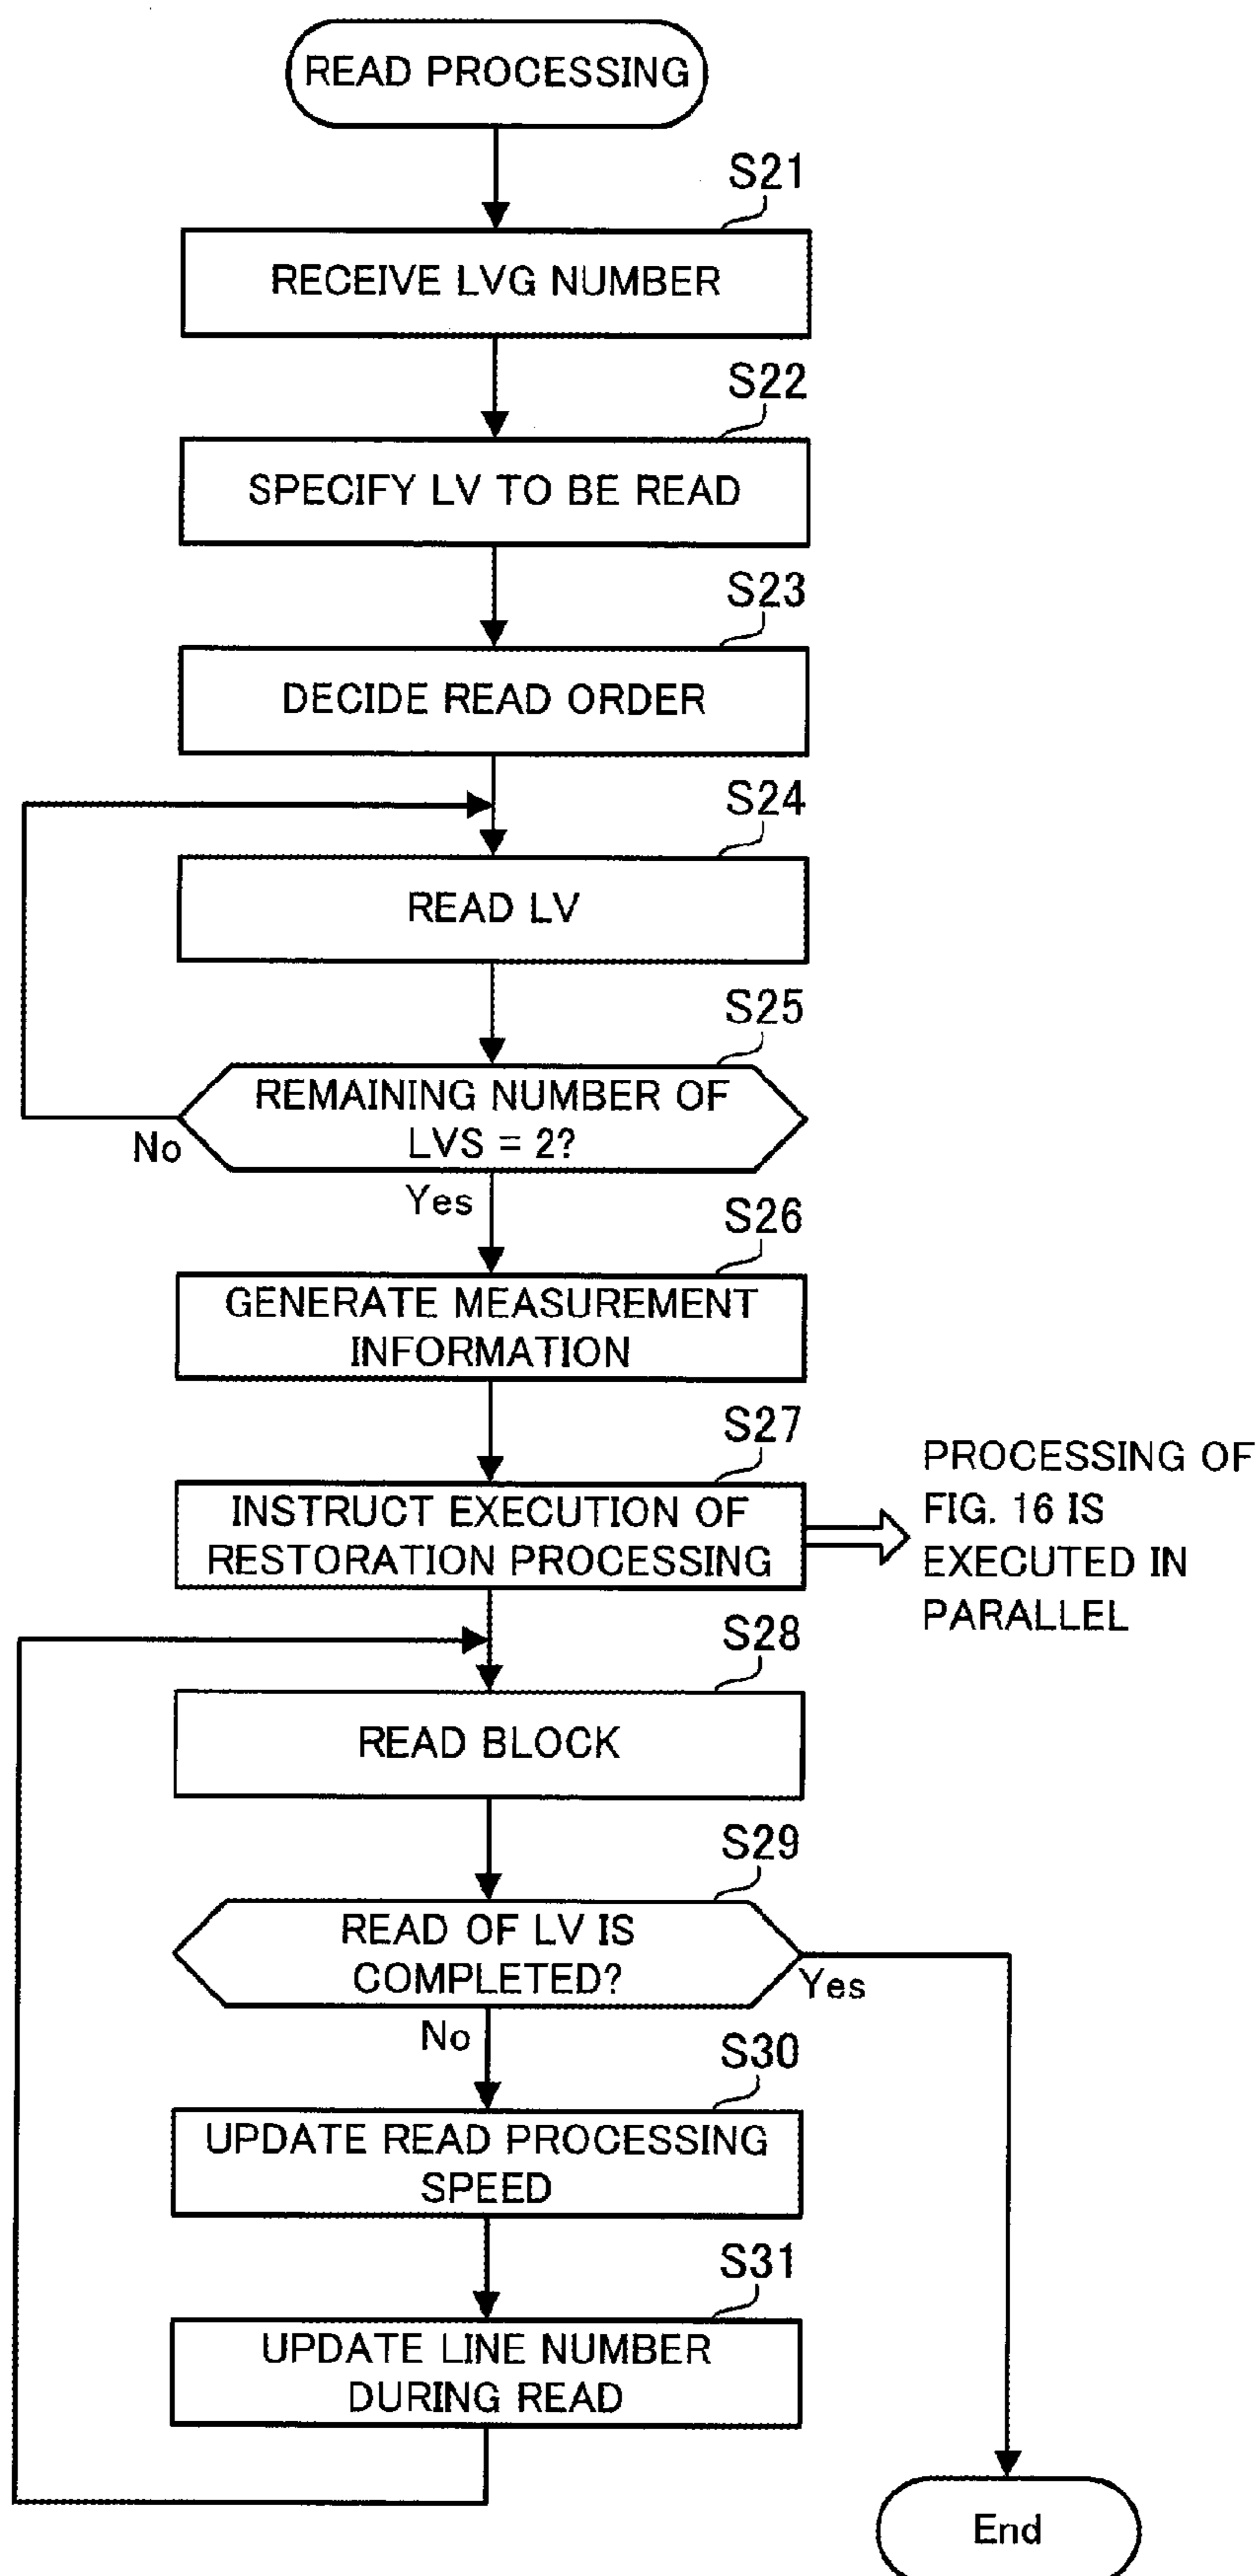 READ PROCESSING
S21
RECEIVE LVG NUMBER
S22
SPECIFY LV TO BE READ
S23
DECIDE READ ORDER
S24
READ LV
S25
REMAINING NUMBER OF
LVS = 2?
No
Yes
S26
GENERATE MEASUREMENT
INFORMATION
S27
INSTRUCT EXECUTION OF
RESTORATION PROCESSING
PROCESSING OF
FIG. 16 IS
EXECUTED IN
PARALLEL
S28
READ BLOCK
S29
READ OF LV IS
COMPLETED?
Yes
No
S30
UPDATE READ PROCESSING
SPEED
S31
UPDATE LINE NUMBER
DURING READ
End